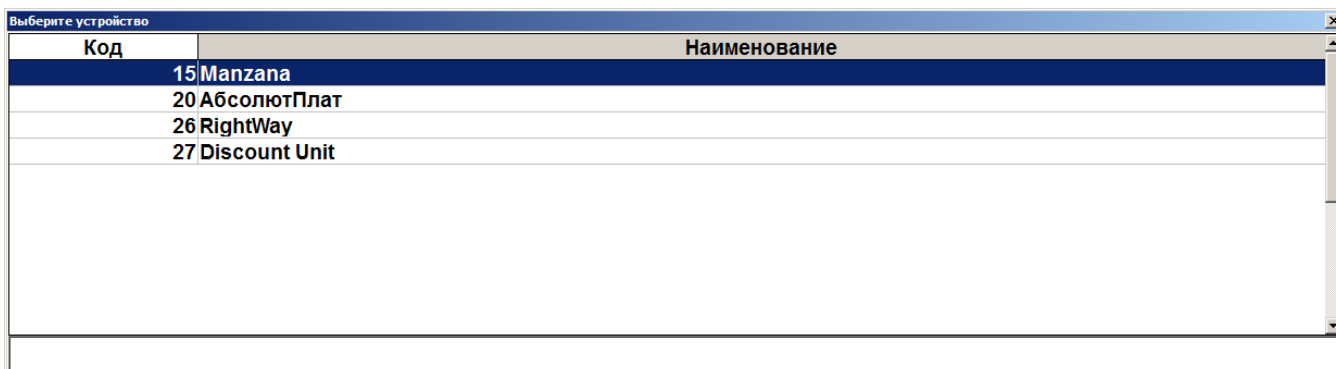 Выберите устройство
Код Наименование
15 Manzana
20 АбсолютПлат
26 RightWay
27 Discount Unit